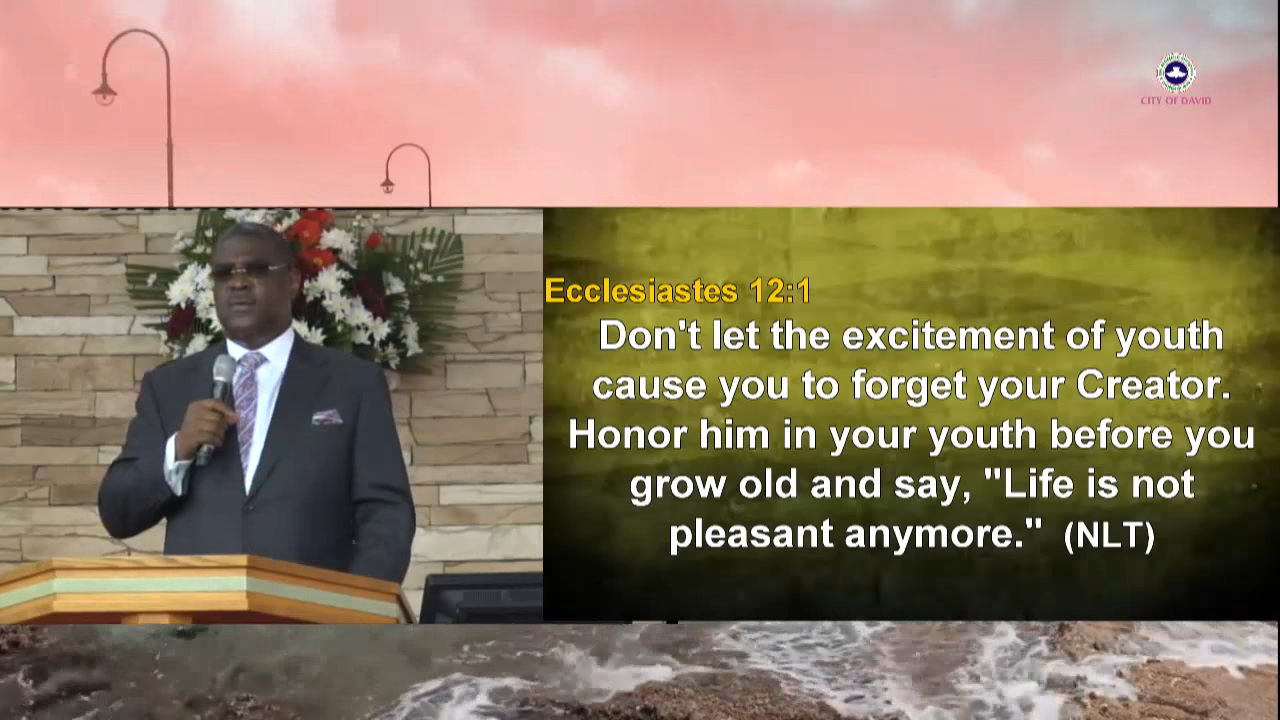 CITY OF DAVID
Ecclesiastes 12:1
Don't let the excitement of youth
cause you to forget your Creator.
Honor him in your youth before you
grow old and say, "Life is not
pleasant anymore." (NLT)